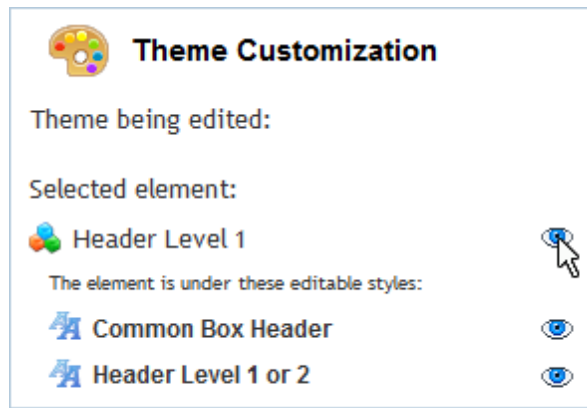 Theme Customization
Theme being edited:
Selected element:
Header Level 1
The element is under these editable styles:
Common Box Header
Header Level 1 or 2